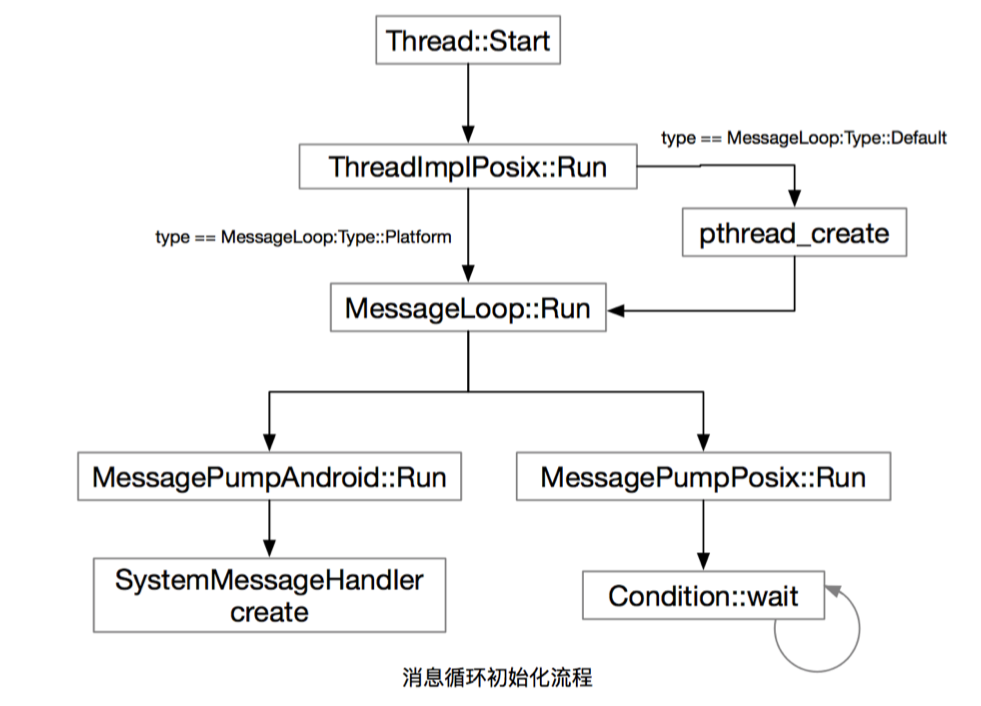 Thread::Start
type == MessageLoop:Type::Default
ThreadImplPosix::Run
pthread_create
type == MessageLoop:Type::Platform
MessageLoop::Run
MessagePumpAndroid::Run
MessagePumpPosix::Run
SystemMessageHandler
create
Condition::wait
消息循环初始化流程